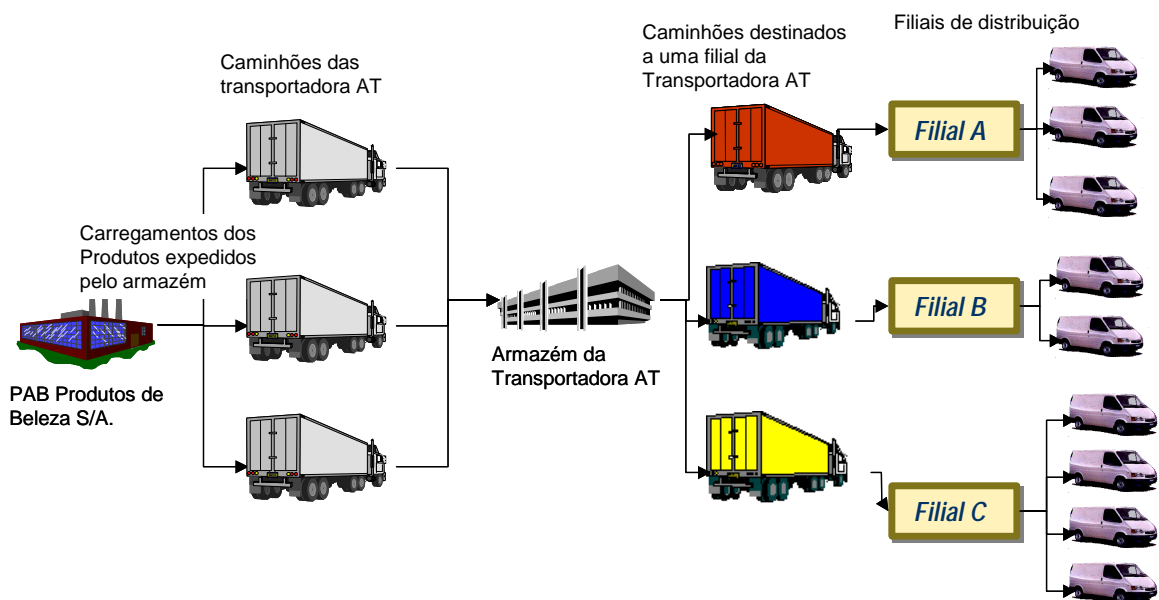 Caminhões das
transportadora AT
Caminhões destinados
a uma filial da
Transportadora AT
Filiais de distribuição
Carregamentos dos
Produtos expedidos
pelo armazém
PAB Produtos de
Beleza S/A.
Armazém da
Transportadora AT
Filial A
Filial B
Filial C